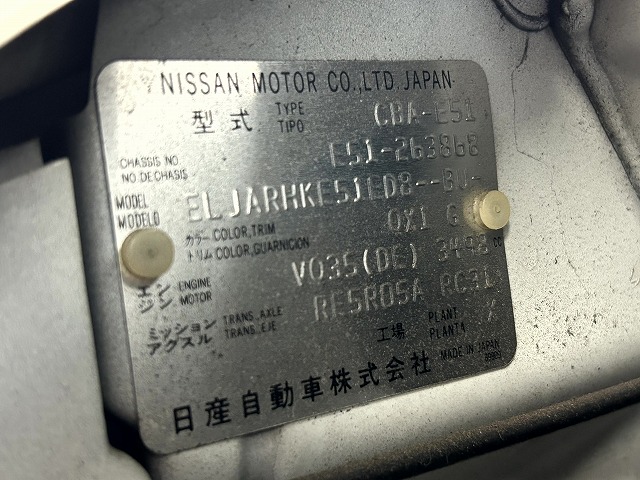 NISSAN MOTOR CO.,LTD. JAPAN
型式 TYPE TIPO CBA-E51
CHASSIS NO NO.DE CHASIS E51-263868
MODEL MODELO ELJARHKE51ED8--BU-
カラー COLOR,TRIM トリム COLOR,GUARNICION 0X1 G
エンジン ENGINE MOTOR VQ35(DE) 3498 cc
ミッション アクスル TRANS,AXLE TRANS,EJE RE5R05A RC31
工場 PLANT PLANTA X
日産自動車株式会社 MADE IN JAPAN